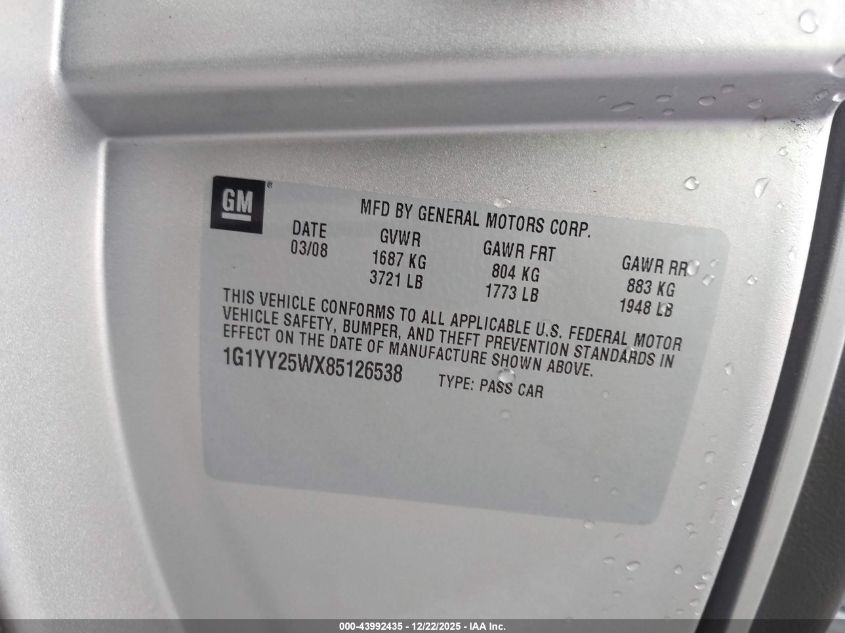 GM®
MFD BY GENERAL MOTORS CORP.
DATE GVWR GAWR FRT GAWR RR
03/08 1687 KG 804 KG 883 KG
3721 LB 1773 LB 1948 LB
THIS VEHICLE CONFORMS TO ALL APPLICABLE U.S. FEDERAL MOTOR
VEHICLE SAFETY, BUMPER, AND THEFT PREVENTION STANDARDS IN
EFFECT ON THE DATE OF MANUFACTURE SHOWN ABOVE.
1G1YY25WX85126538 TYPE: PASS CAR
000-43992435 - 12/22/2025 - IAA Inc.